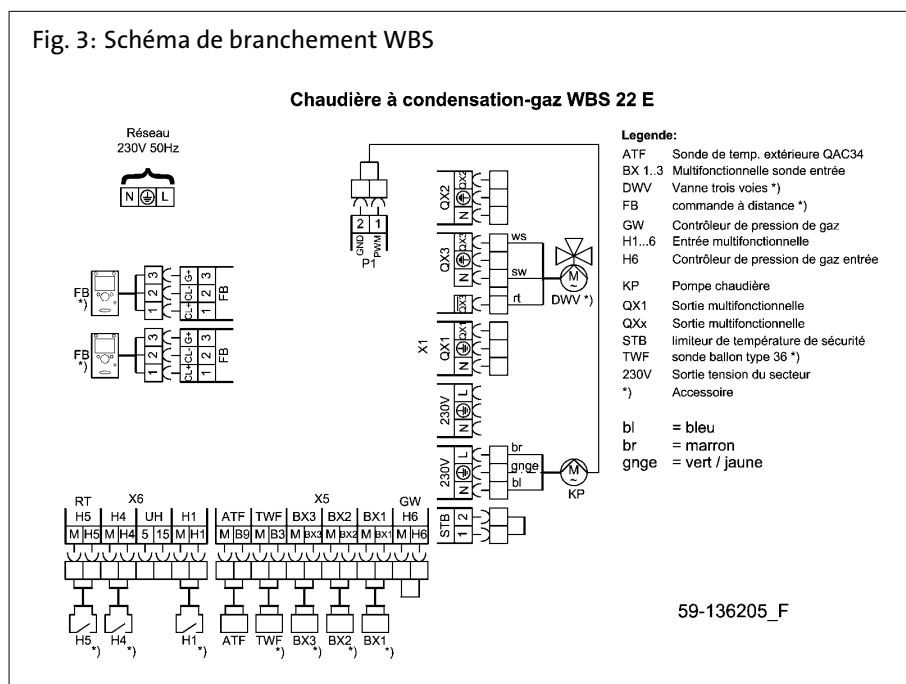 Fig. 3: Schéma de branchement WBS
Chaudière à condensation-gaz WBS 22 E
Réseau
230V 50Hz
N L
2 1
GND PWM
P1
QX2
QX2
N
QX3
QX3
N
QX3
ws
sw
rt
M
~
DWV *)
X1
QX1
QX1
N
230V
L
N
230V
L
N
br
gnge
bl
M
~
KP
STB
1 2
FB
*)
3
2
1
G+
CL-
CL+
3
2
1
FB
FB
*)
3
2
1
G+
CL-
CL+
3
2
1
FB
Legende:
ATF Sonde de temp. extérieure QAC34
BX 1..3 Multifonctionnelle sonde entrée
DWV Vanne trois voies *)
FB commande à distance *)
GW Contrôleur de pression de gaz
H1...6 Entrée multifonctionnelle
H6 Contrôleur de pression de gaz entrée
KP Pompe chaudière
QX1 Sortie multifonctionnelle
QXx Sortie multifonctionnelle
STB limiteur de température de sécurité
TWF sonde ballon type 36 *)
230V Sortie tension du secteur
*) Accessoire
bl = bleu
br = marron
gnge = vert / jaune
RT X6 X5 GW
H5 H4 UH H1 ATF TWF BX3 BX2 BX1 H6
M H5 M H4 5 15 M H1 M B9 M B3 M BX3 M BX2 M BX1 M H6
H5 *) H4 *) H1 *) ATF TWF *) BX3 *) BX2 *) BX1 *)
59-136205_F